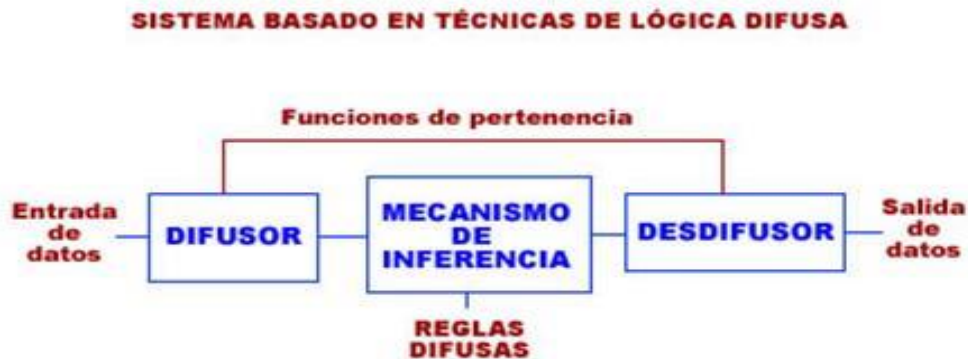 SISTEMA BASADO EN TÉCNICAS DE LÓGICA DIFUSA
Funciones de pertenencia
Entrada
de
datos
DIFUSOR
MECANISMO
DE
INFERENCIA
DESDIFUSOR
Salida
de
datos
REGLAS
DIFUSAS